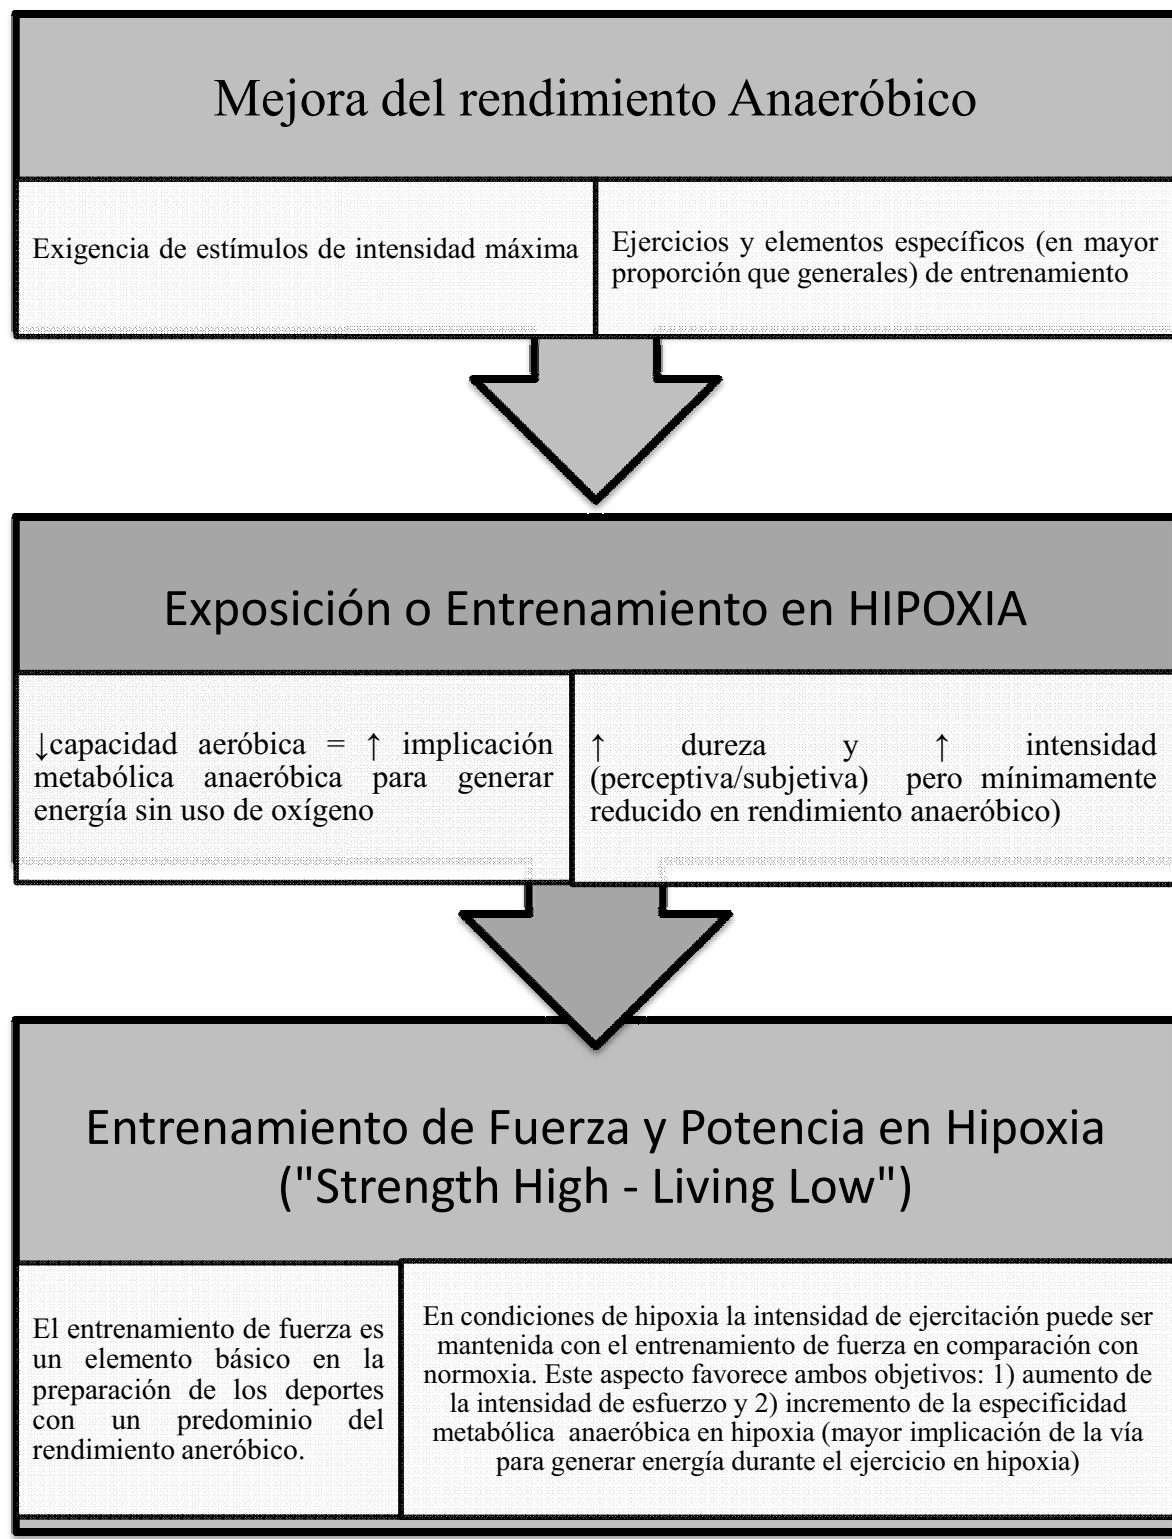 Mejora del rendimiento Anaeróbico
Exigencia de estímulos de intensidad máxima
Ejercicios y elementos específicos (en mayor
proporción que generales) de entrenamiento
Exposición o Entrenamiento en HIPOXIA
↓capacidad aeróbica = ↑ implicación
metabólica anaeróbica para generar
energía sin uso de oxígeno
↑ dureza y ↑ intensidad
(perceptiva/subjetiva) pero mínimamente
reducido en rendimiento anaeróbico)
Entrenamiento de Fuerza y Potencia en Hipoxia
("Strength High - Living Low")
El entrenamiento de fuerza es
un elemento básico en la
preparación de los deportes
con un predominio del
rendimiento aneróbico.
En condiciones de hipoxia la intensidad de ejercitación puede ser
mantenida con el entrenamiento de fuerza en comparación con
normoxia. Este aspecto favorece ambos objetivos: 1) aumento de
la intensidad de esfuerzo y 2) incremento de la especificidad
metabólica anaeróbica en hipoxia (mayor implicación de la vía
para generar energía durante el ejercicio en hipoxia)